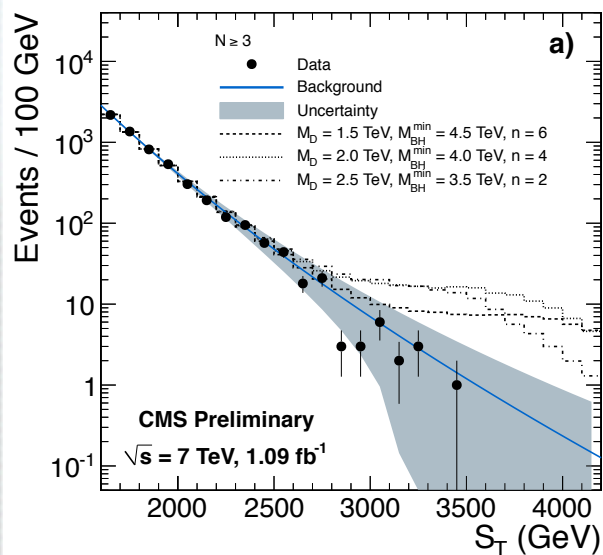 N ≥ 3
a)
Data
Background
Uncertainty
M_D = 1.5 TeV, M_BH^min = 4.5 TeV, n = 6
M_D = 2.0 TeV, M_BH^min = 4.0 TeV, n = 4
M_D = 2.5 TeV, M_BH^min = 3.5 TeV, n = 2
Events / 100 GeV
10^4
10^3
10^2
10
1
10^-1
CMS Preliminary
√s = 7 TeV, 1.09 fb^-1
2000 2500 3000 3500 4000
S_T (GeV)